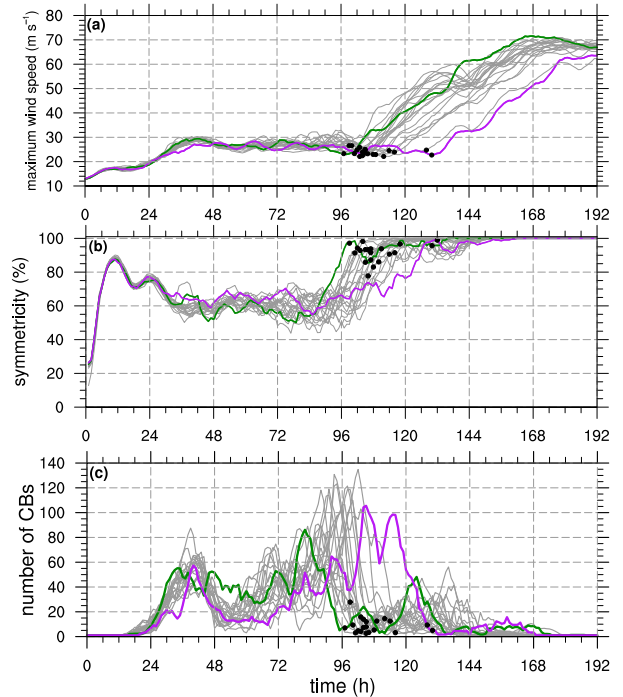 (a)
maximum wind speed (m s⁻¹)
80
70
60
50
40
30
20
10
0 24 48 72 96 120 144 168 192
(b)
symmetricity (%)
100
80
60
40
20
0
0 24 48 72 96 120 144 168 192
(c)
number of CBs
140
120
100
80
60
40
20
0
0 24 48 72 96 120 144 168 192
time (h)